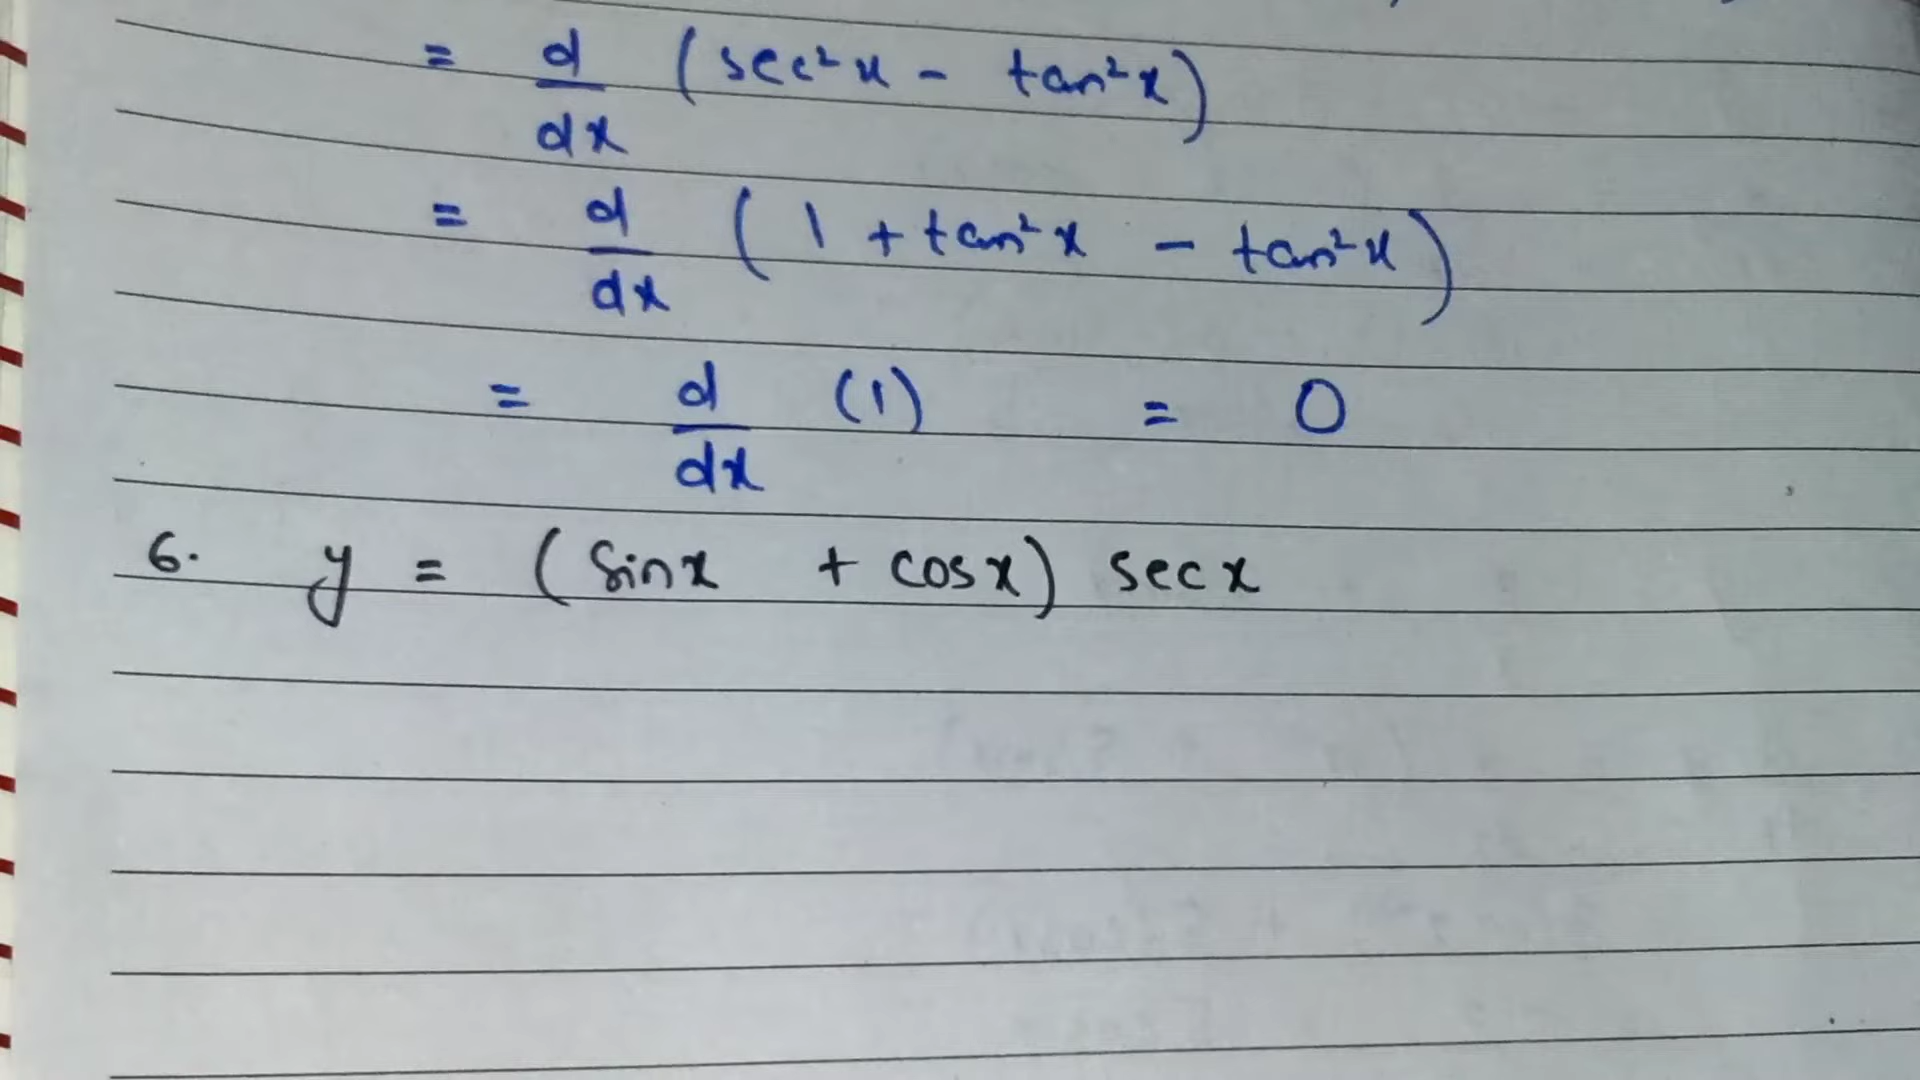 = d/dx (sec²x - tan²x)
= d/dx (1 + tan²x - tan²x)
= d/dx (1) = 0
6. y = (sinx + cosx) secx